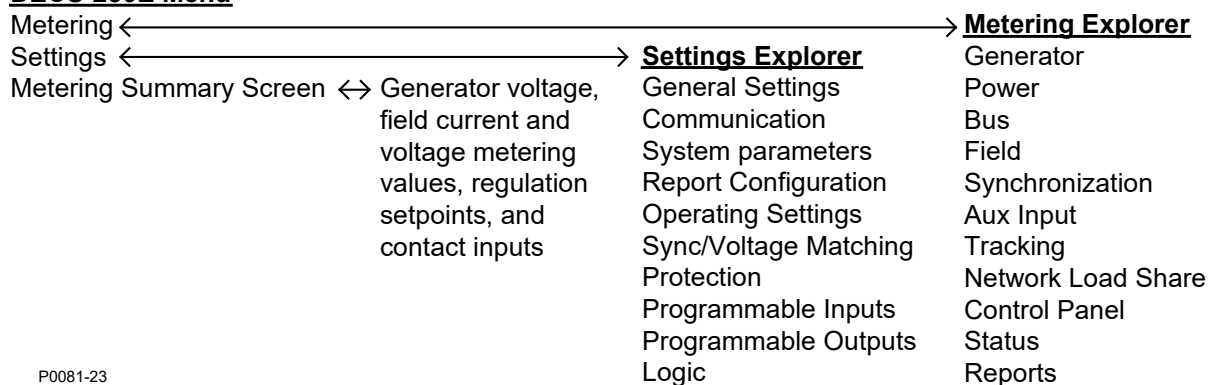 Metering
Settings
Metering Summary Screen
Generator voltage,
field current and
voltage metering
values, regulation
setpoints, and
contact inputs
Settings Explorer
General Settings
Communication
System parameters
Report Configuration
Operating Settings
Sync/Voltage Matching
Protection
Programmable Inputs
Programmable Outputs
Logic
Metering Explorer
Generator
Power
Bus
Field
Synchronization
Aux Input
Tracking
Network Load Share
Control Panel
Status
Reports
P0081-23